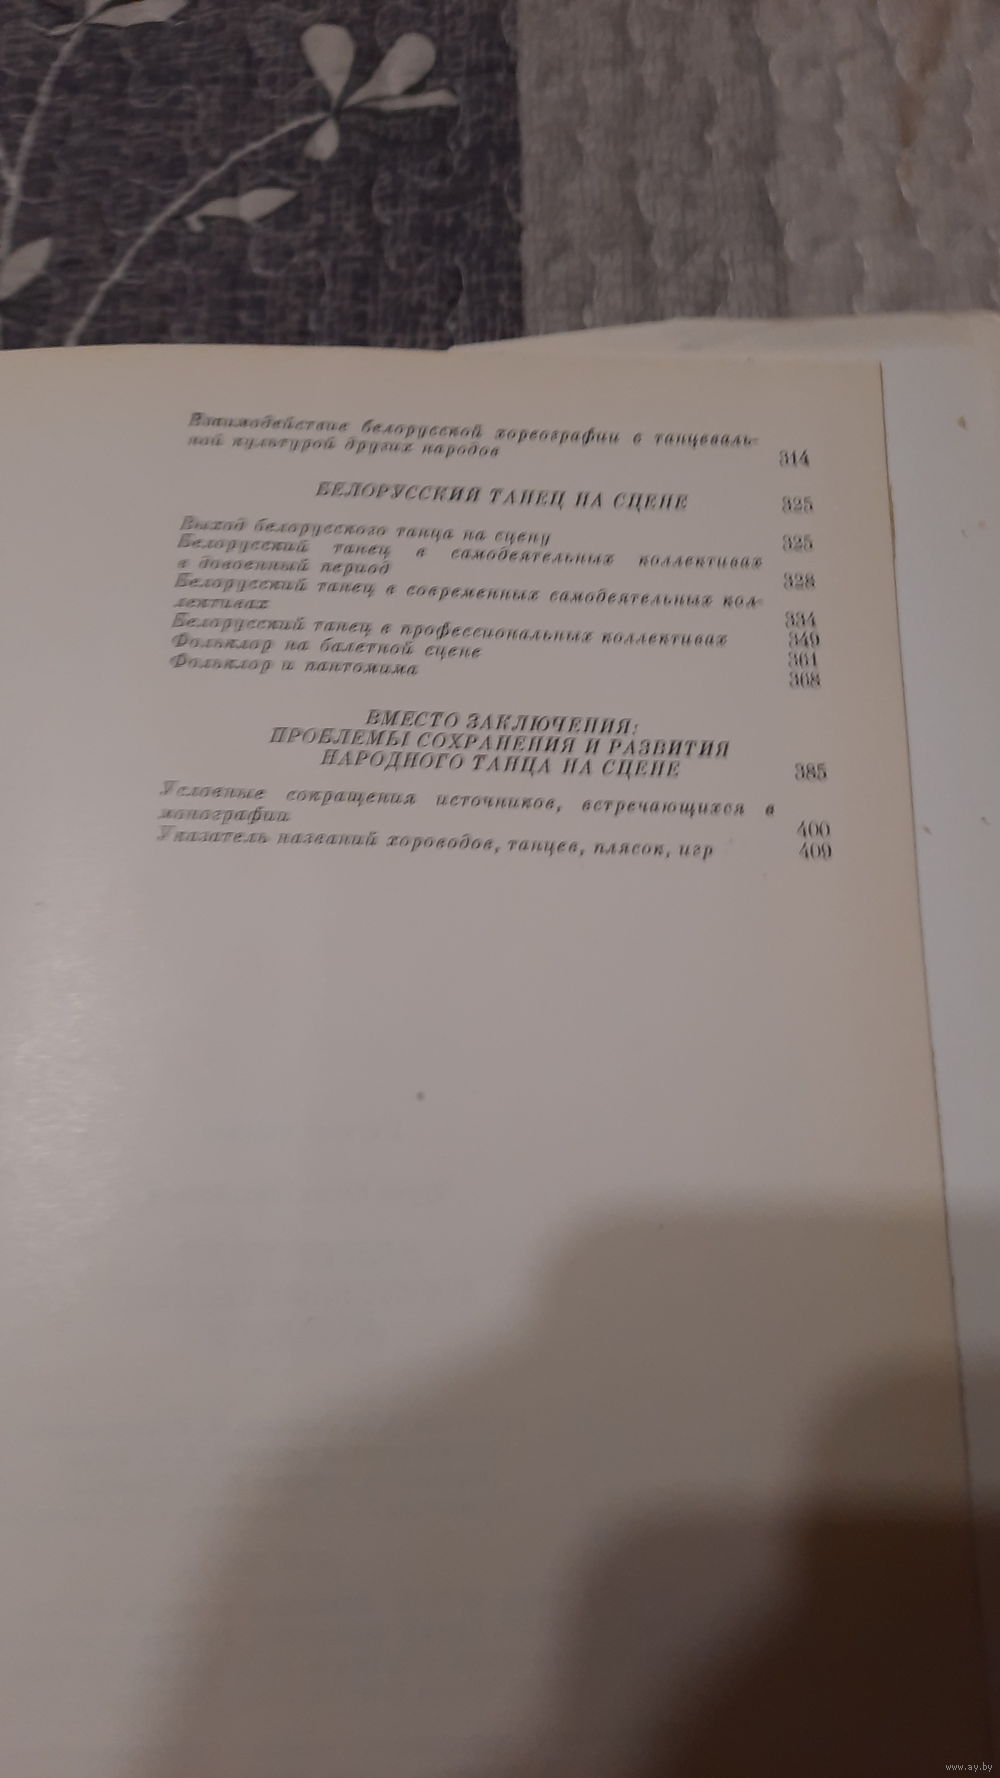 Взаимодействие белорусской хореографии с танцеваль-
ной культурой других народов 314
БЕЛОРУССКИЙ ТАНЕЦ НА СЦЕНЕ 325
Выход белорусского танца на сцену 325
Белорусский танец в самодеятельных коллективах
в довоенный период 328
Белорусский танец в современных самодеятельных кол-
лективах 334
Белорусский танец в профессиональных коллективах 349
Фольклор на балетной сцене 361
Фольклор и пантомима 368
ВМЕСТО ЗАКЛЮЧЕНИЯ:
ПРОБЛЕМЫ СОХРАНЕНИЯ И РАЗВИТИЯ
НАРОДНОГО ТАНЦА НА СЦЕНЕ 385
Условные сокращения источников, встречающихся в
монографии 400
Указатель названий хороводов, танцев, плясок, игр 409
www.ay.by